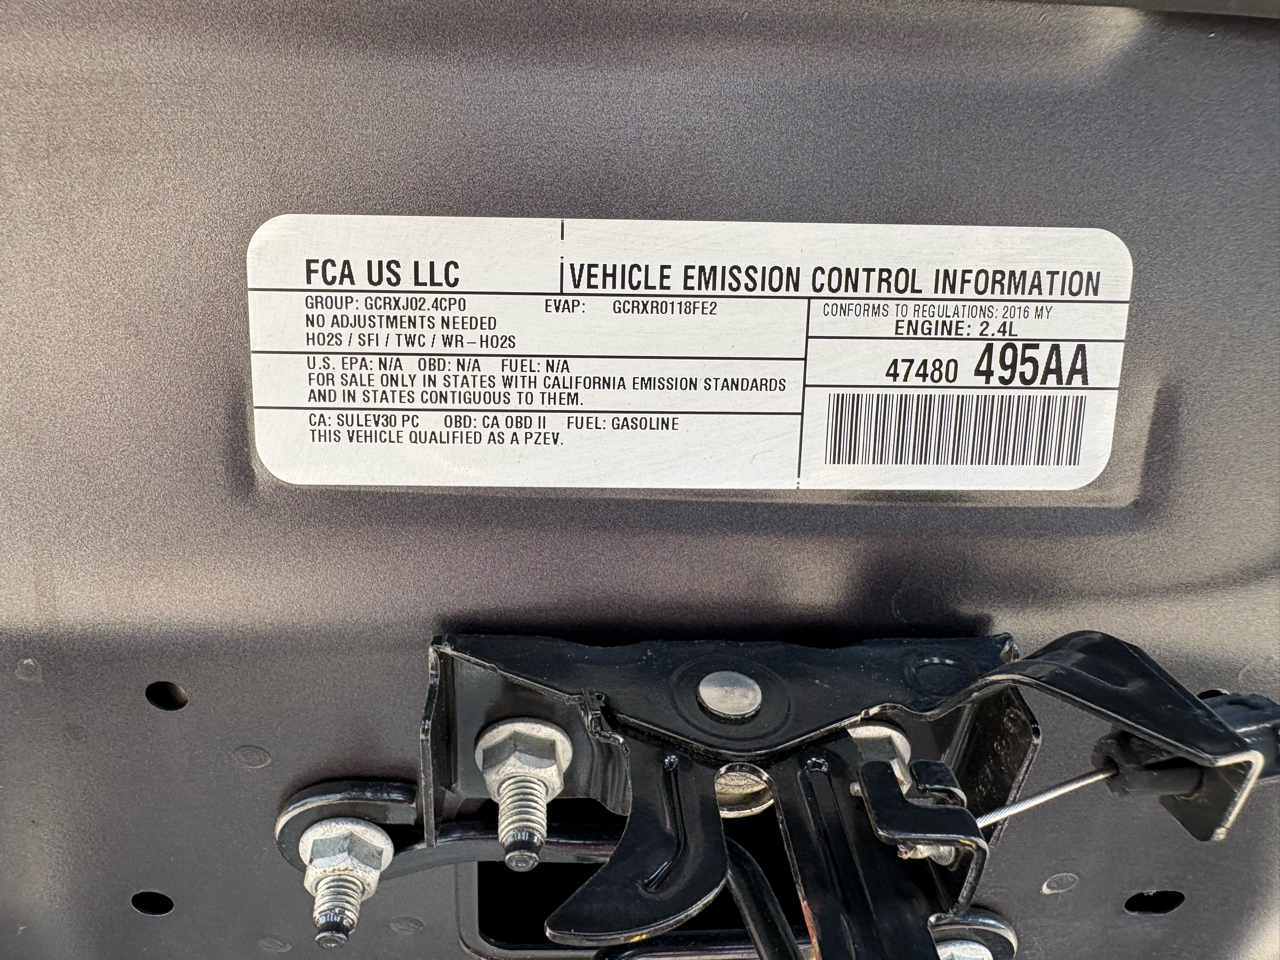 FCA US LLC
VEHICLE EMISSION CONTROL INFORMATION
GROUP: GCRXJ02.4CP0 EVAP: GCRXR0118FE2
NO ADJUSTMENTS NEEDED
HO2S / SFI / TWC / WR-HO2S
CONFORMS TO REGULATIONS: 2016 MY
ENGINE: 2.4L
47480 495AA
U.S. EPA: N/A OBD: N/A FUEL: N/A
FOR SALE ONLY IN STATES WITH CALIFORNIA EMISSION STANDARDS
AND IN STATES CONTIGUOUS TO THEM.
CA: SULEV30 PC OBD: CA OBD II FUEL: GASOLINE
THIS VEHICLE QUALIFIED AS A PZEV.